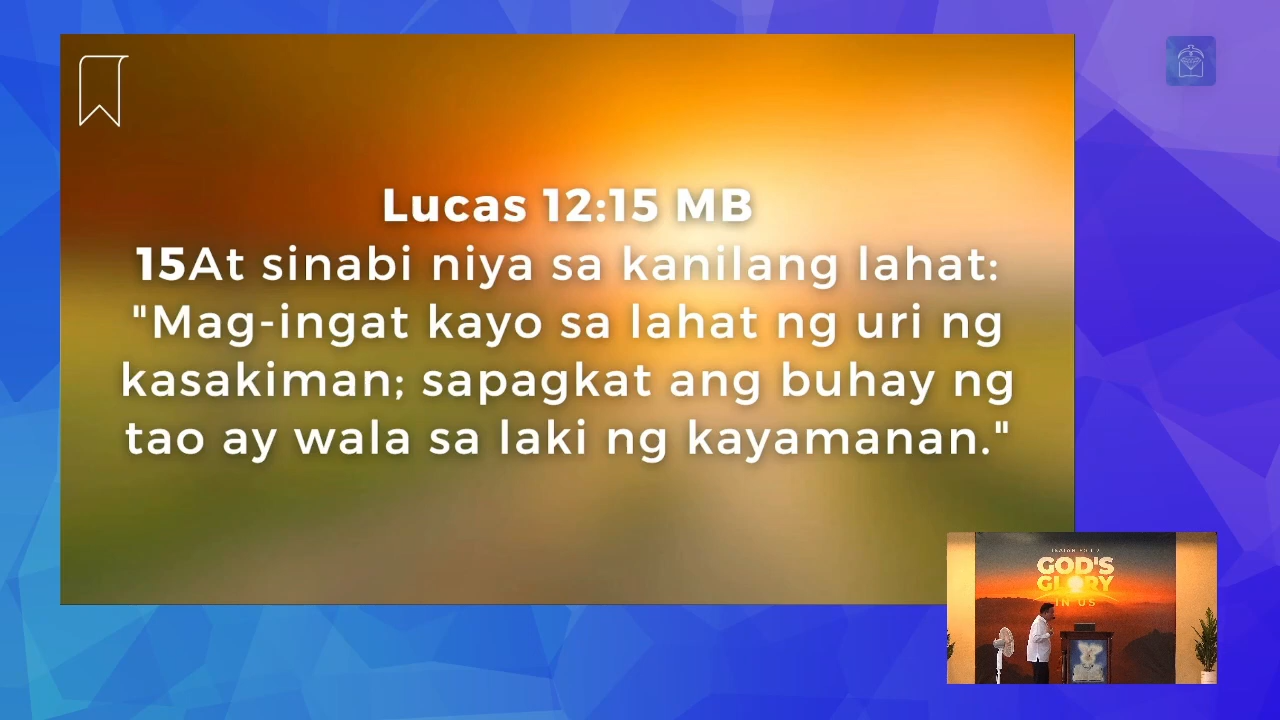 Lucas 12:15 MB
15At sinabi niya sa kanilang lahat:
"Mag-ingat kayo sa lahat ng uri ng
kasakiman; sapagkat ang buhay ng
tao ay wala sa laki ng kayamanan."
GOD'S
GLORY
IN US